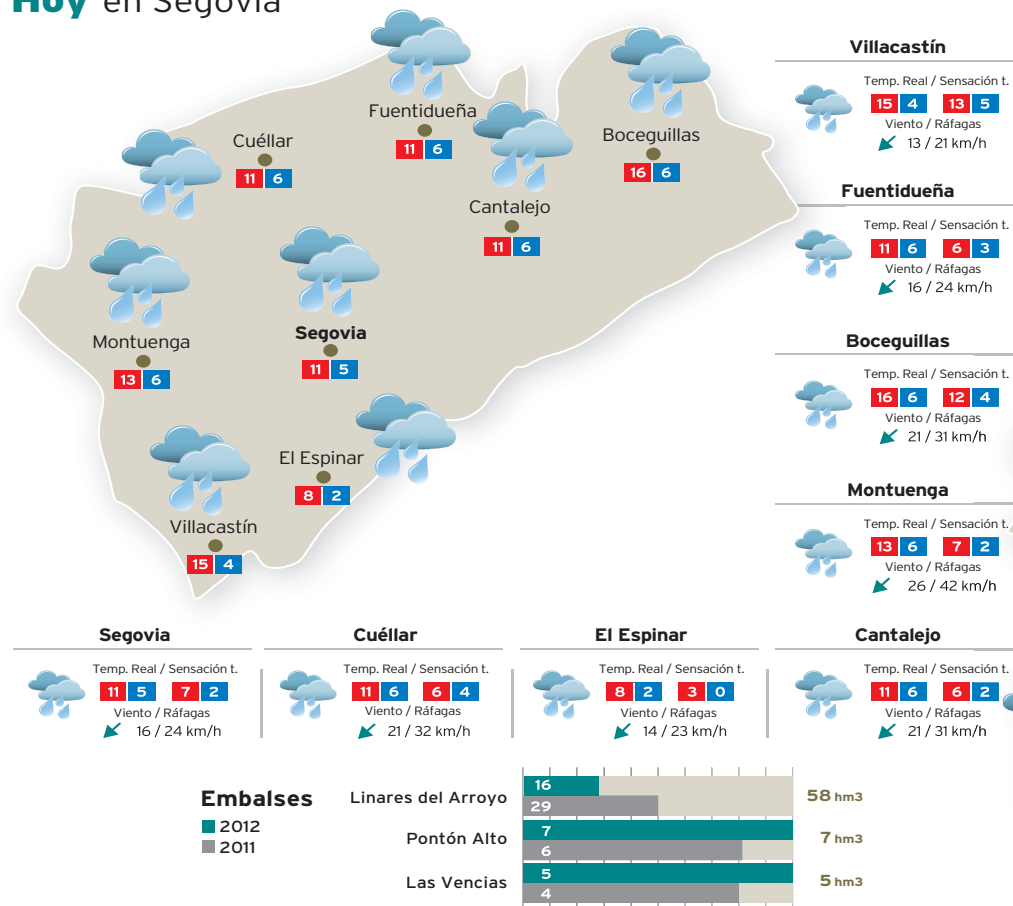 Hoy en Segovia
Fuentidueña
11 6
Boceguillas
16 6
Cuéllar
11 6
Cantalejo
11 6
Montuenga
13 6
Segovia
11 5
El Espinar
8 2
Villacastín
15 4
Villacastín
Temp. Real / Sensación t.
15 4 13 5
Viento / Ráfagas
13 / 21 km/h
Fuentidueña
Temp. Real / Sensación t.
11 6 6 3
Viento / Ráfagas
16 / 24 km/h
Boceguillas
Temp. Real / Sensación t.
16 6 12 4
Viento / Ráfagas
21 / 31 km/h
Montuenga
Temp. Real / Sensación t.
13 6 7 2
Viento / Ráfagas
26 / 42 km/h
Segovia
Temp. Real / Sensación t.
11 5 7 2
Viento / Ráfagas
16 / 24 km/h
Cuéllar
Temp. Real / Sensación t.
11 6 6 4
Viento / Ráfagas
21 / 32 km/h
El Espinar
Temp. Real / Sensación t.
8 2 3 0
Viento / Ráfagas
14 / 23 km/h
Cantalejo
Temp. Real / Sensación t.
11 6 6 2
Viento / Ráfagas
21 / 31 km/h
Embalses
2012
2011
Linares del Arroyo
16
29
58 hm3
Pontón Alto
7
6
7 hm3
Las Vencias
5
4
5 hm3